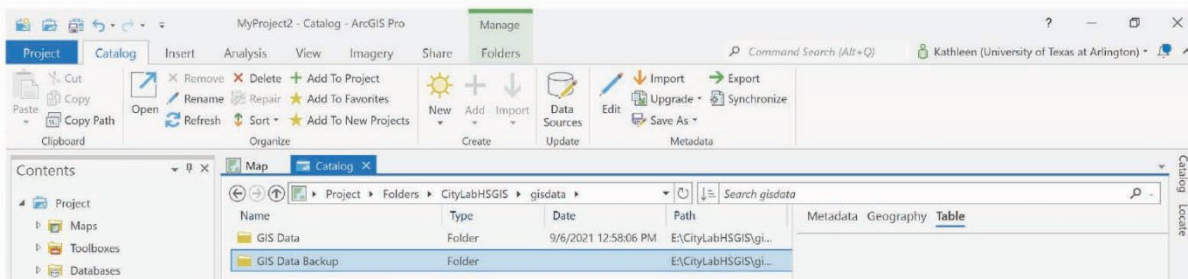 MyProject2 - Catalog - ArcGIS Pro Manage ?
Project Catalog Insert Analysis View Imagery Share Folders Command Search (Alt+Q) Kathleen (University of Texas at Arlington)
Cut Remove Delete Add To Project Import Export
Copy Rename Repair Add To Favorites Upgrade Synchronize
Paste Copy Path Open Refresh Sort Add To New Projects New Add Import Data Sources Edit Save As
Clipboard Organize Create Update Metadata
Contents Map Catalog
Project Project Folders CityLabHSGIS gisdata Search gisdata
Maps Name Type Date Path Metadata Geography Table
Toolboxes GIS Data Folder 9/6/2021 12:58:06 PM E:\CityLabHSGIS\gi...
Databases GIS Data Backup Folder E:\CityLabHSGIS\gi...
Catalog
Locate